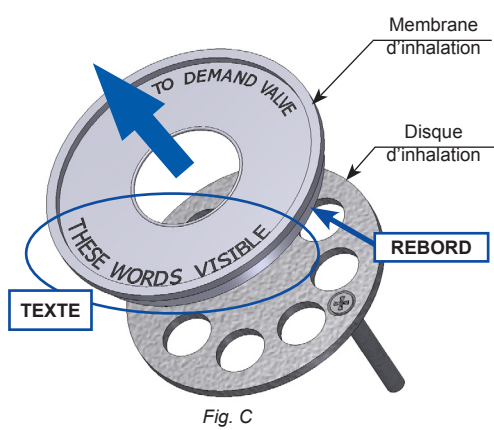 Membrane
d'inhalation
TO DEMAND VALVE
Disque
d'inhalation
THESE WORDS VISIBLE
REBORD
TEXTE
Fig. C